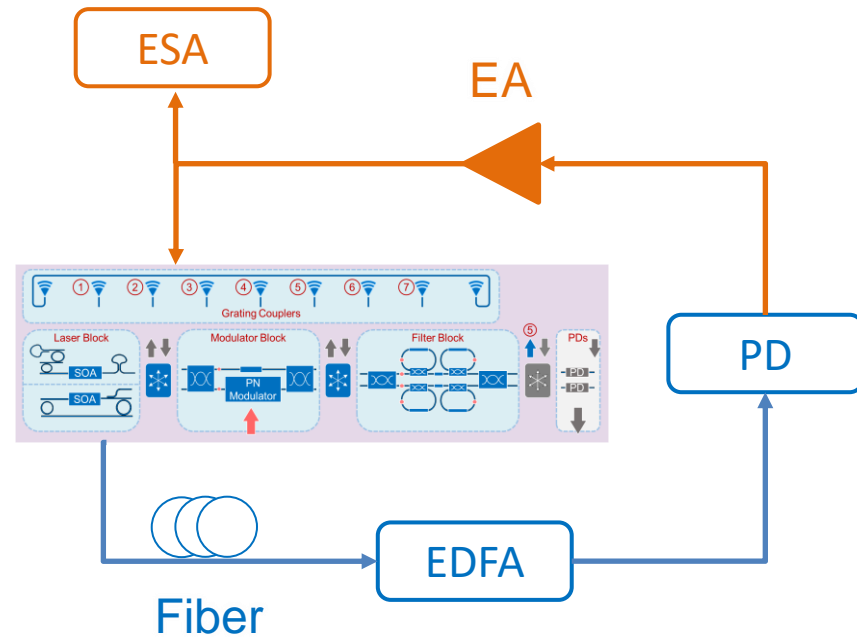 ESA
EA
① ② ③ ④ ⑤ ⑥ ⑦
Grating Couplers
Laser Block
SOA
SOA
Modulator Block
PN
Modulator
Filter Block
⑤
PDs
PD
PD
PD
EDFA
Fiber